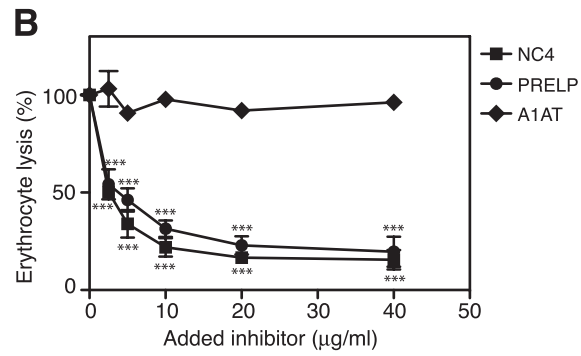 B
NC4
PRELP
A1AT
Erythrocyte lysis (%)
100
50
0
***
***
***
***
***
***
***
***
***
***
0 10 20 30 40 50
Added inhibitor (μg/ml)